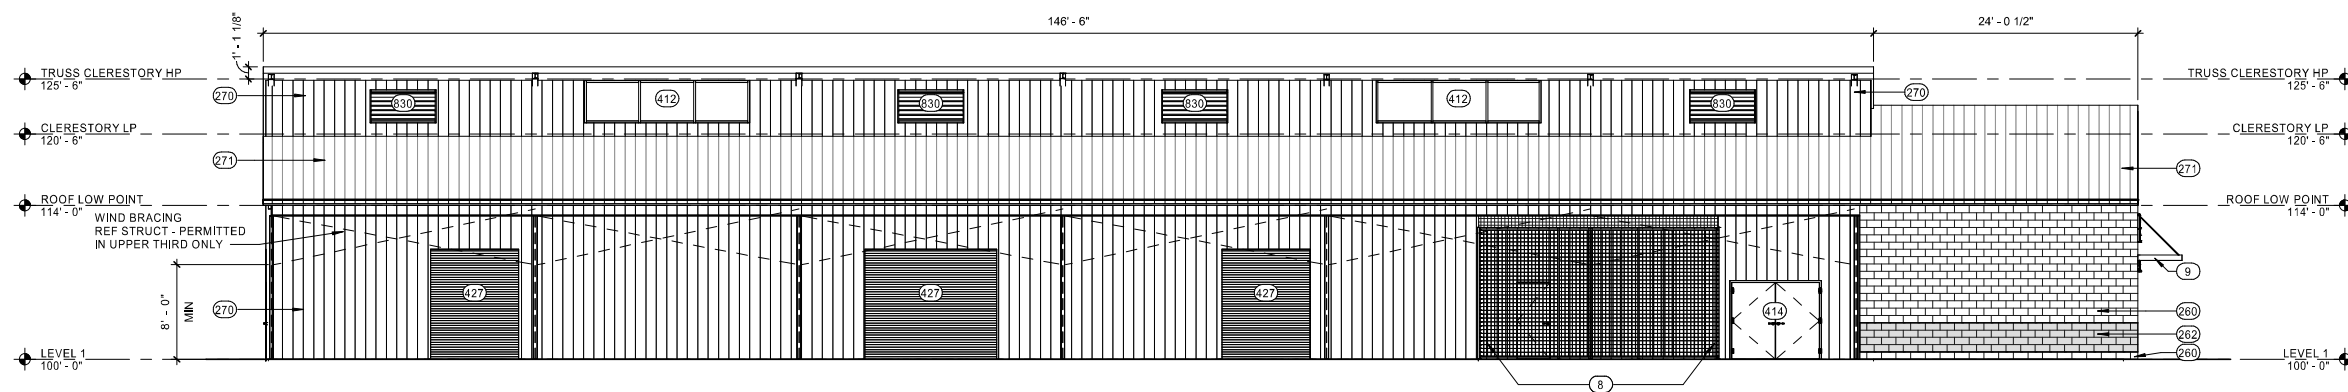 146' - 6"
24' - 0 1/2"
1' - 1 1/8"
TRUSS CLERESTORY HP
125' - 6"
TRUSS CLERESTORY HP
125' - 6"
270
830
412
830
830
412
830
270
CLERESTORY LP
120' - 6"
CLERESTORY LP
120' - 6"
271
271
ROOF LOW POINT
114' - 0"
ROOF LOW POINT
114' - 0"
WIND BRACING
REF STRUCT - PERMITTED
IN UPPER THIRD ONLY
9
8' - 0"
MIN
270
427
427
427
414
260
262
260
LEVEL 1
100' - 0"
LEVEL 1
100' - 0"
8